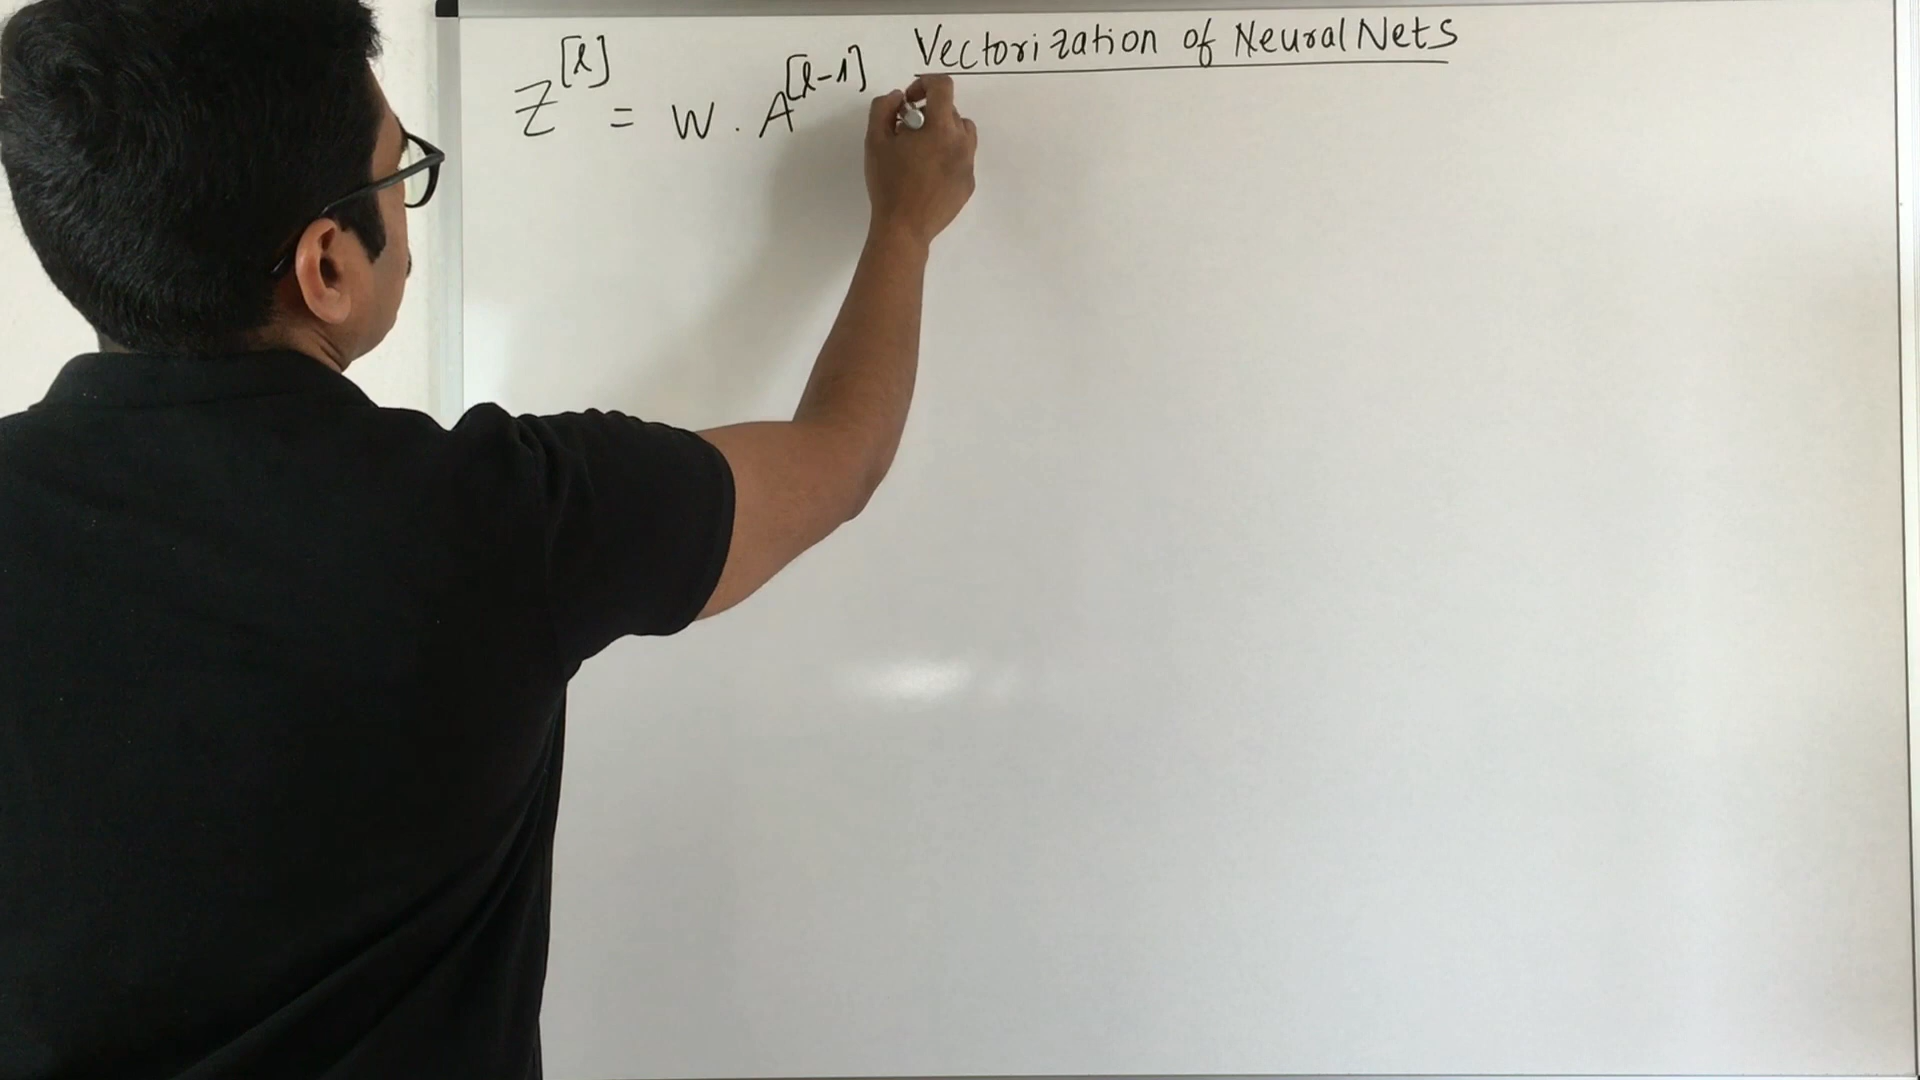 Vectorization of Neural Nets
Z^[l] = W . A^[l-1]